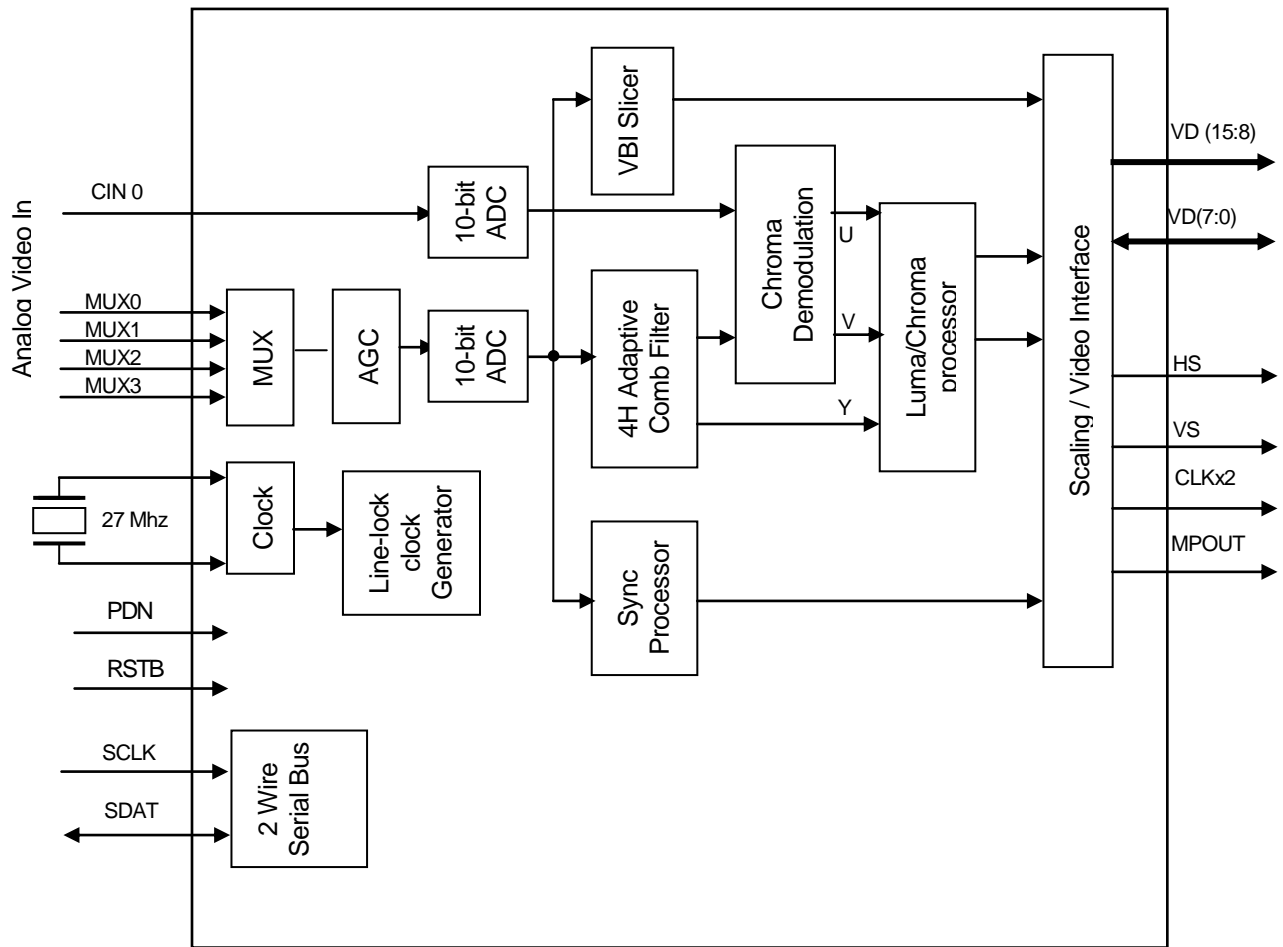 Analog Video In
CIN 0
MUX0
MUX1
MUX2
MUX3
27 Mhz
PDN
RSTB
SCLK
SDAT
MUX
AGC
10-bit
ADC
10-bit
ADC
Clock
Line-lock
clock
Generator
2 Wire
Serial Bus
VBI Slicer
4H Adaptive
Comb Filter
Sync
Processor
Chroma
Demodulation
U
V
Y
Luma/Chroma
processor
Scaling / Video Interface
VD (15:8)
VD(7:0)
HS
VS
CLKx2
MPOUT